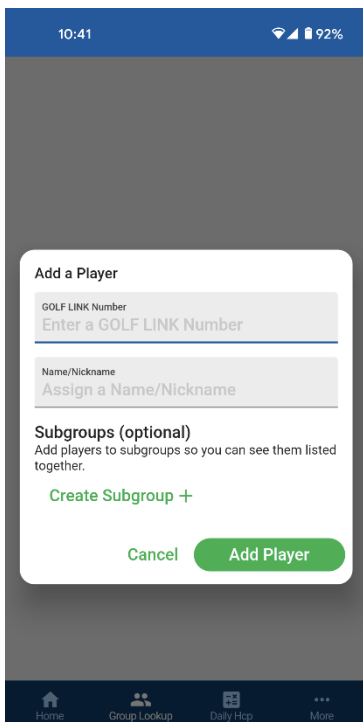 10:41
92%
Add a Player
GOLF LINK Number
Enter a GOLF LINK Number
Name/Nickname
Assign a Name/Nickname
Subgroups (optional)
Add players to subgroups so you can see them listed
together.
Create Subgroup +
Cancel
Add Player
Home
Group Lookup
Daily Hcp
More